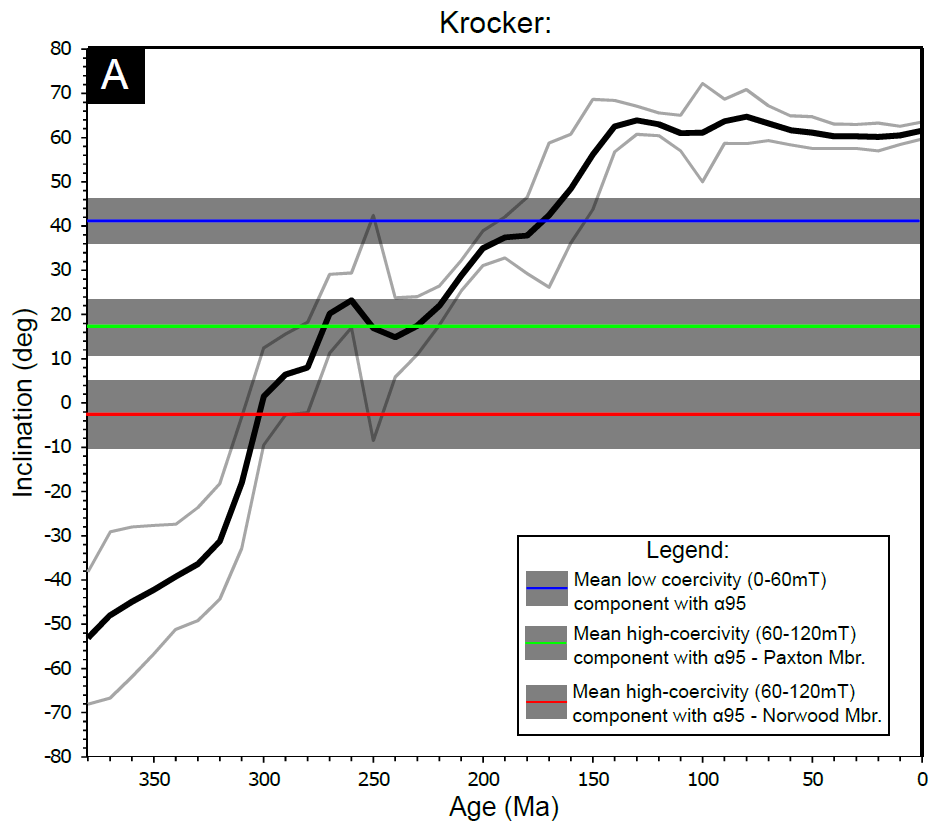 Krocker:
A
80
70
60
50
40
30
20
10
0
-10
-20
-30
-40
-50
-60
-70
-80
Inclination (deg)
Legend:
Mean low coercivity (0-60mT)
component with α95
Mean high-coercivity (60-120mT)
component with α95 - Paxton Mbr.
Mean high-coercivity (60-120mT)
component with α95 - Norwood Mbr.
350 300 250 200 150 100 50 0
Age (Ma)